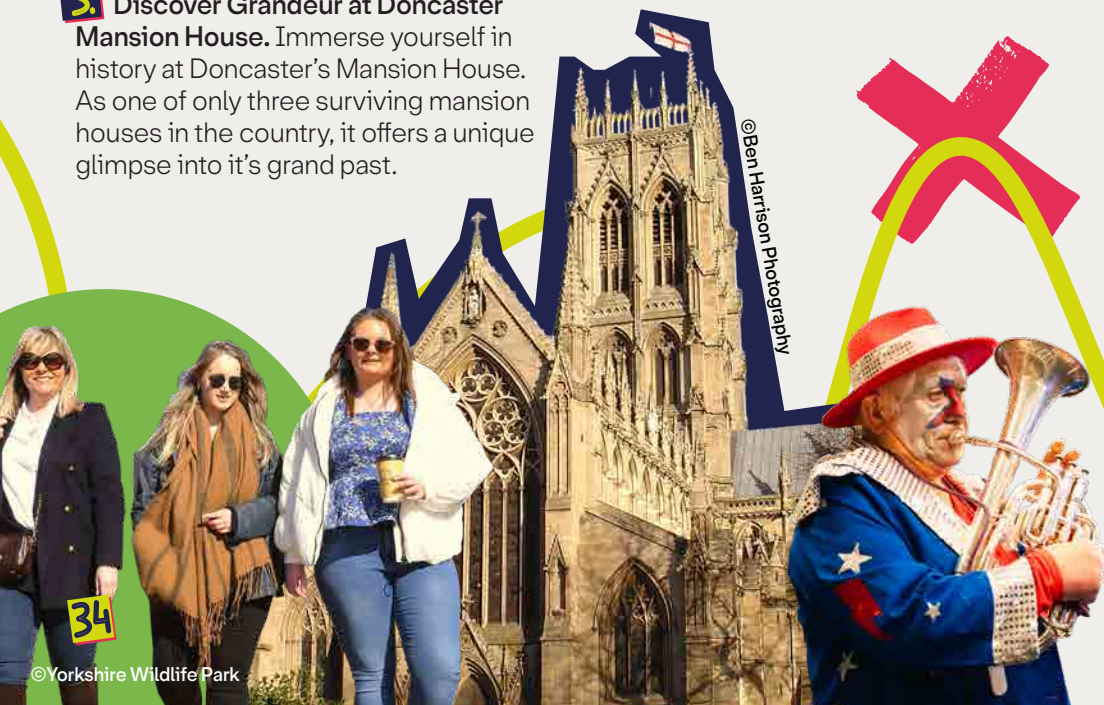 3. Discover Grandeur at Doncaster
Mansion House. Immerse yourself in
history at Doncaster's Mansion House.
As one of only three surviving mansion
houses in the country, it offers a unique
glimpse into it's grand past.
©Ben Harrison Photography
34
©Yorkshire Wildlife Park